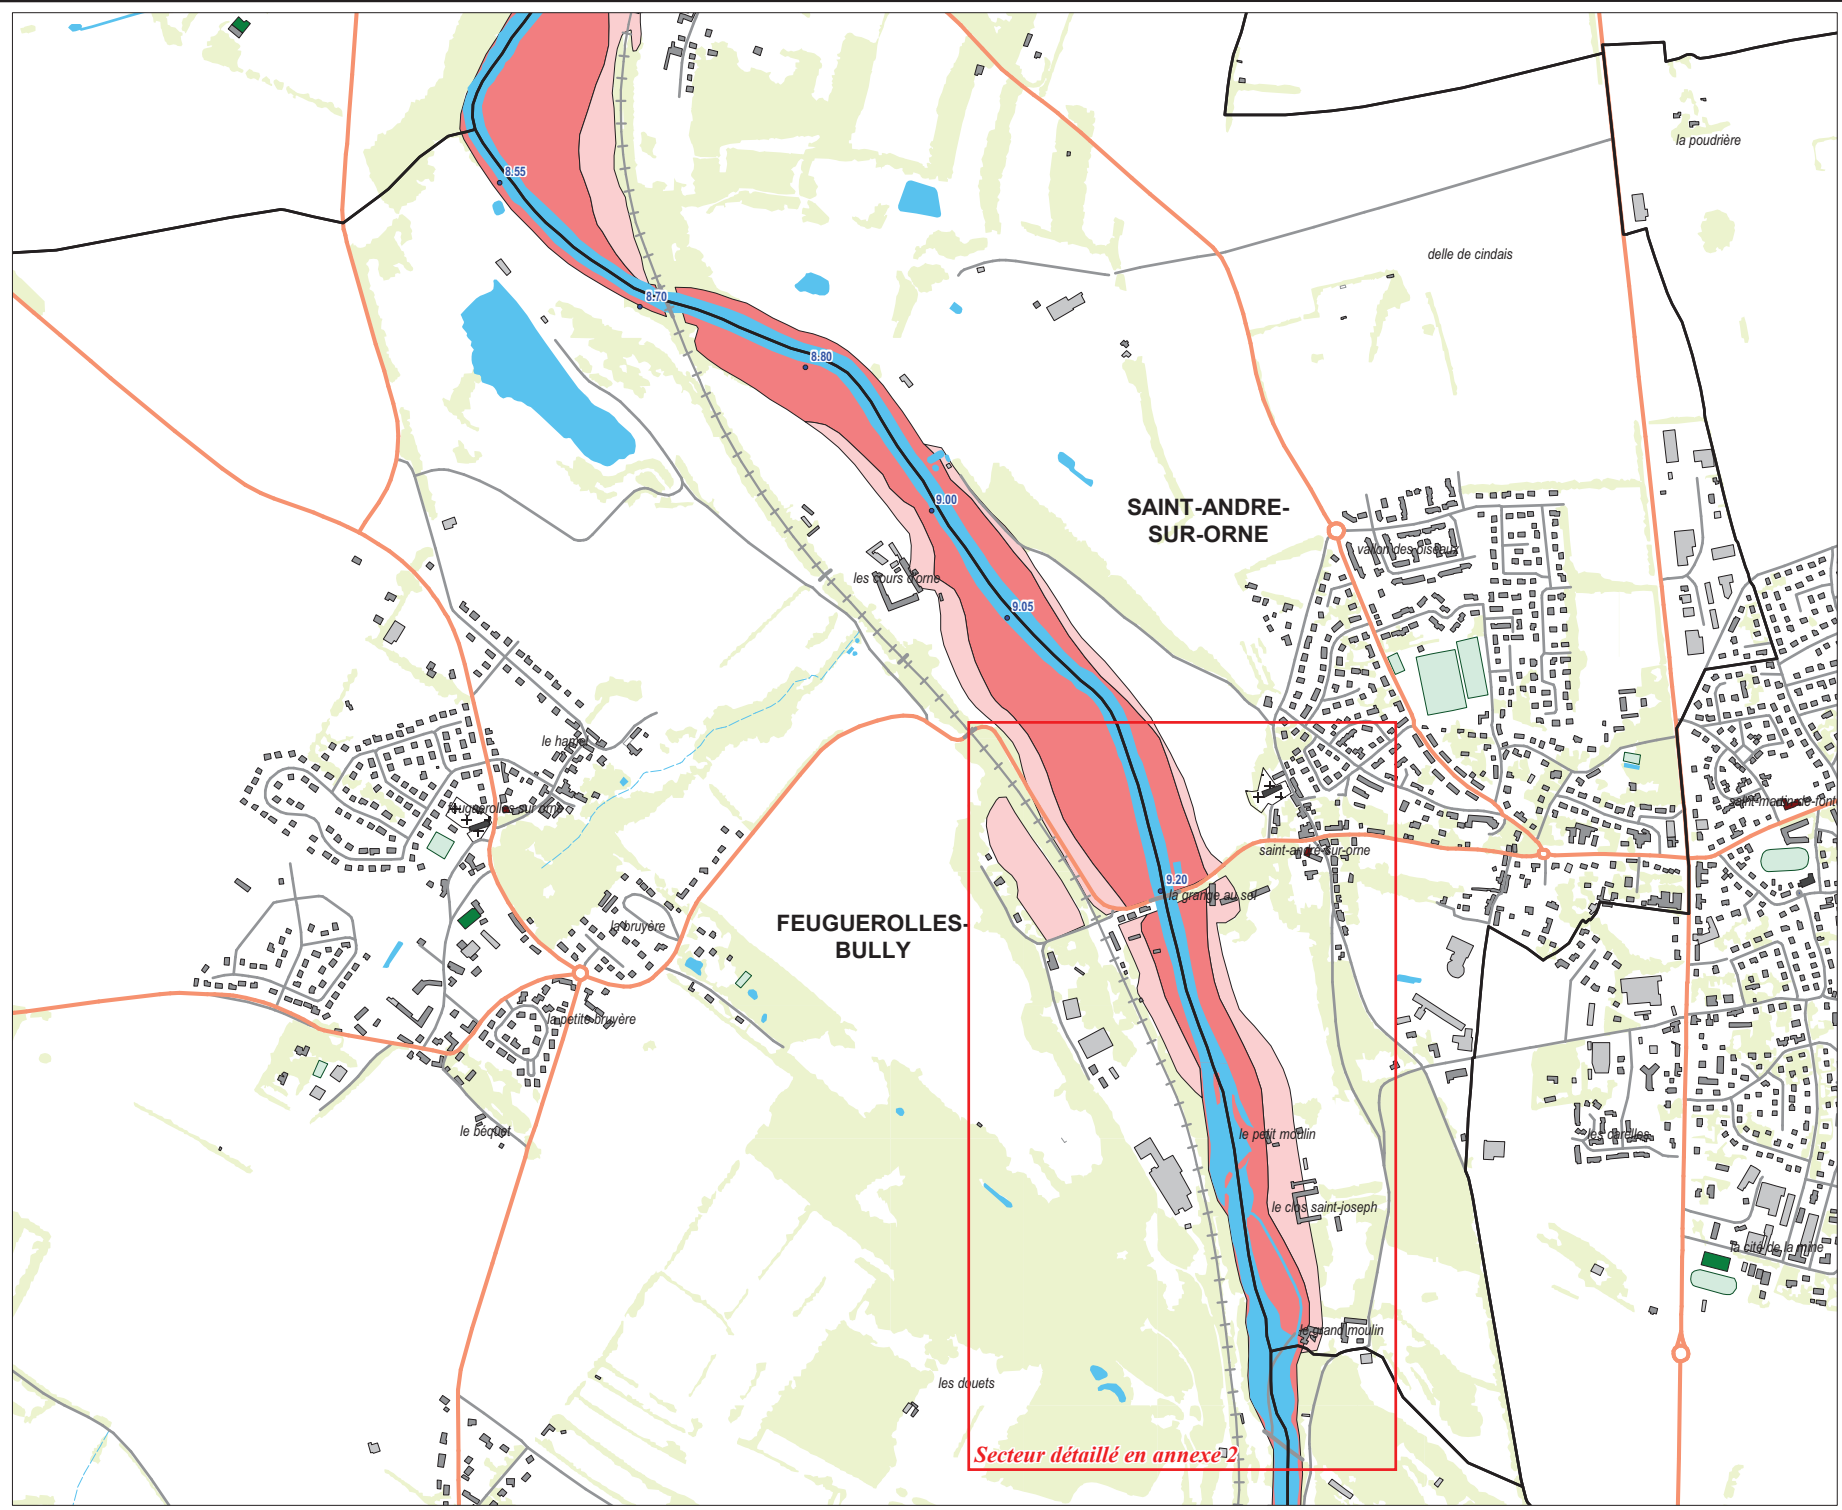 la poudrière
8.55
delle de cindais
8.70
8.80
9.00
SAINT-ANDRE-
SUR-ORNE
vallon des oiseaux
les cours d'orne
9.05
le hamel
feuguerolles sur orne
saint-martin-de-font
saint-andré-sur-orne
9.20
la grange au sel
FEUGUEROLLES-
BULLY
la bruyère
la petite bruyère
le béquet
le petit moulin
les carelles
le clos saint-joseph
la cité de la mine
le grand moulin
les douets
Secteur détaillé en annexe 2